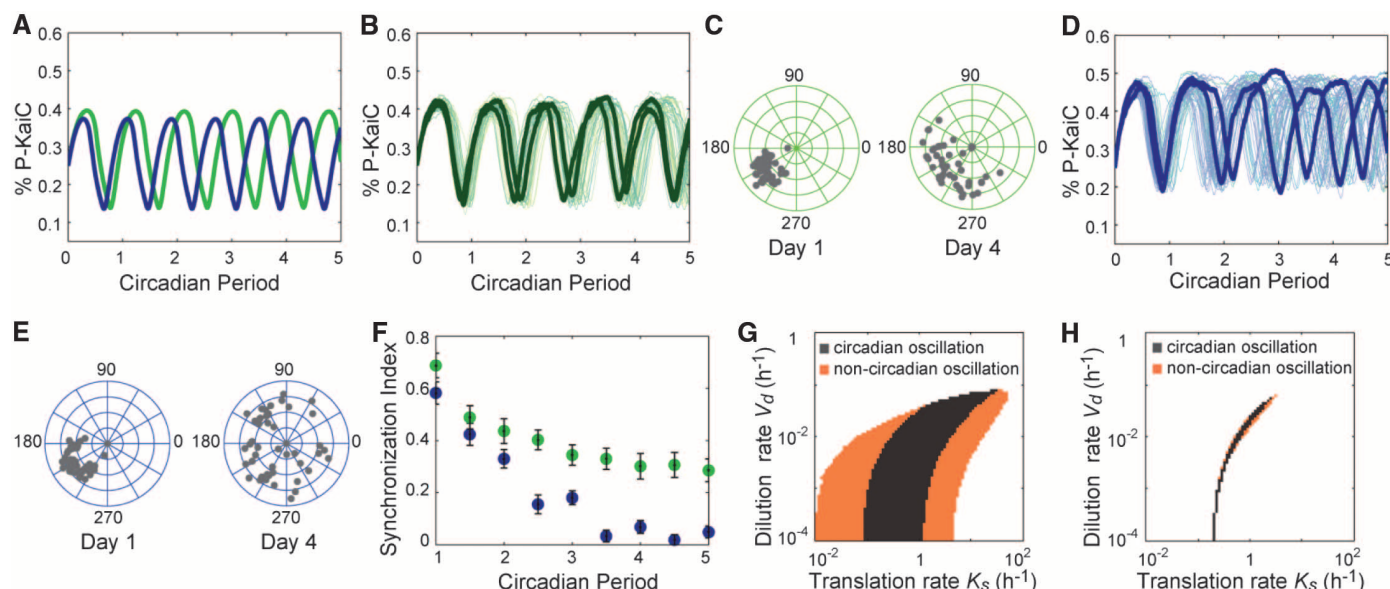 A
0.6
0.5
0.4
0.3
0.2
0.1
% P-KaiC
0 1 2 3 4 5
Circadian Period
B
0.6
0.5
0.4
0.3
0.2
0.1
% P-KaiC
0 1 2 3 4 5
Circadian Period
C
90
180
0
270
Day 1
90
180
0
270
Day 4
D
0.6
0.5
0.4
0.3
0.2
0.1
% P-KaiC
0 1 2 3 4 5
Circadian Period
E
90
180
0
270
Day 1
90
180
0
270
Day 4
F
0.8
0.6
0.4
0.2
0
Synchronization Index
1 2 3 4 5
Circadian Period
G
1
10-2
10-4
Dilution rate Vd (h-1)
circadian oscillation
non-circadian oscillation
10-2 1 102
Translation rate Ks (h-1)
H
1
10-2
10-4
Dilution rate Vd (h-1)
circadian oscillation
non-circadian oscillation
10-2 1 102
Translation rate Ks (h-1)